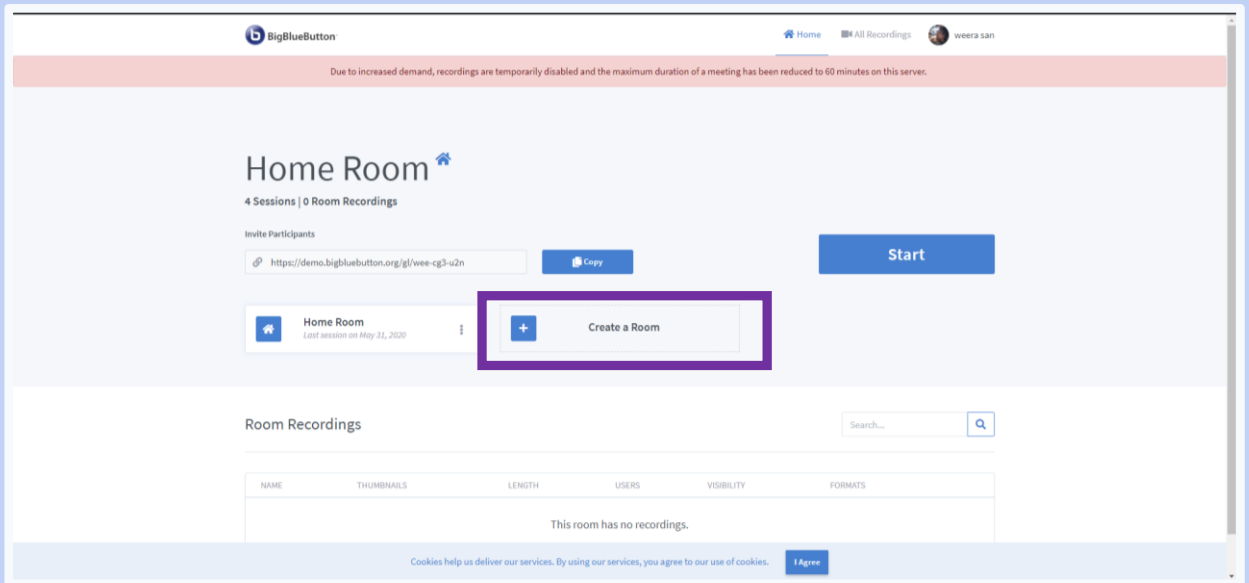 BigBlueButton
Home
All Recordings
weera san
Due to increased demand, recordings are temporarily disabled and the maximum duration of a meeting has been reduced to 60 minutes on this server.
Home Room
4 Sessions | 0 Room Recordings
Invite Participants
https://demo.bigbluebutton.org/gl/wee-cg3-u2n
Copy
Start
Home Room
Last session on May 31, 2020
Create a Room
Room Recordings
Search...
NAME THUMBNAILS LENGTH USERS VISIBILITY FORMATS
This room has no recordings.
Cookies help us deliver our services. By using our services, you agree to our use of cookies.
I Agree